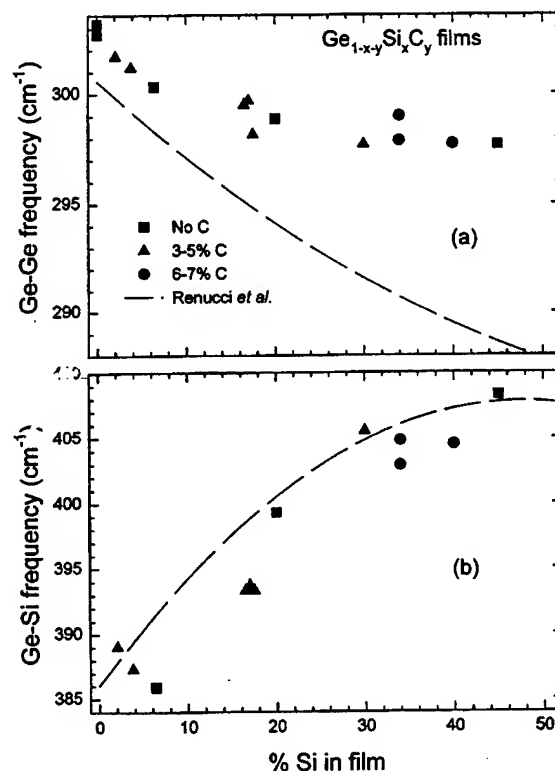 Ge1-x-ySixCy films
Ge-Ge frequency (cm-1)
300
295
290
No C
3-5% C
6-7% C
Renucci et al.
(a)
Ge-Si frequency (cm-1)
405
400
395
390
385
(b)
0
10
20
30
40
50
% Si in film